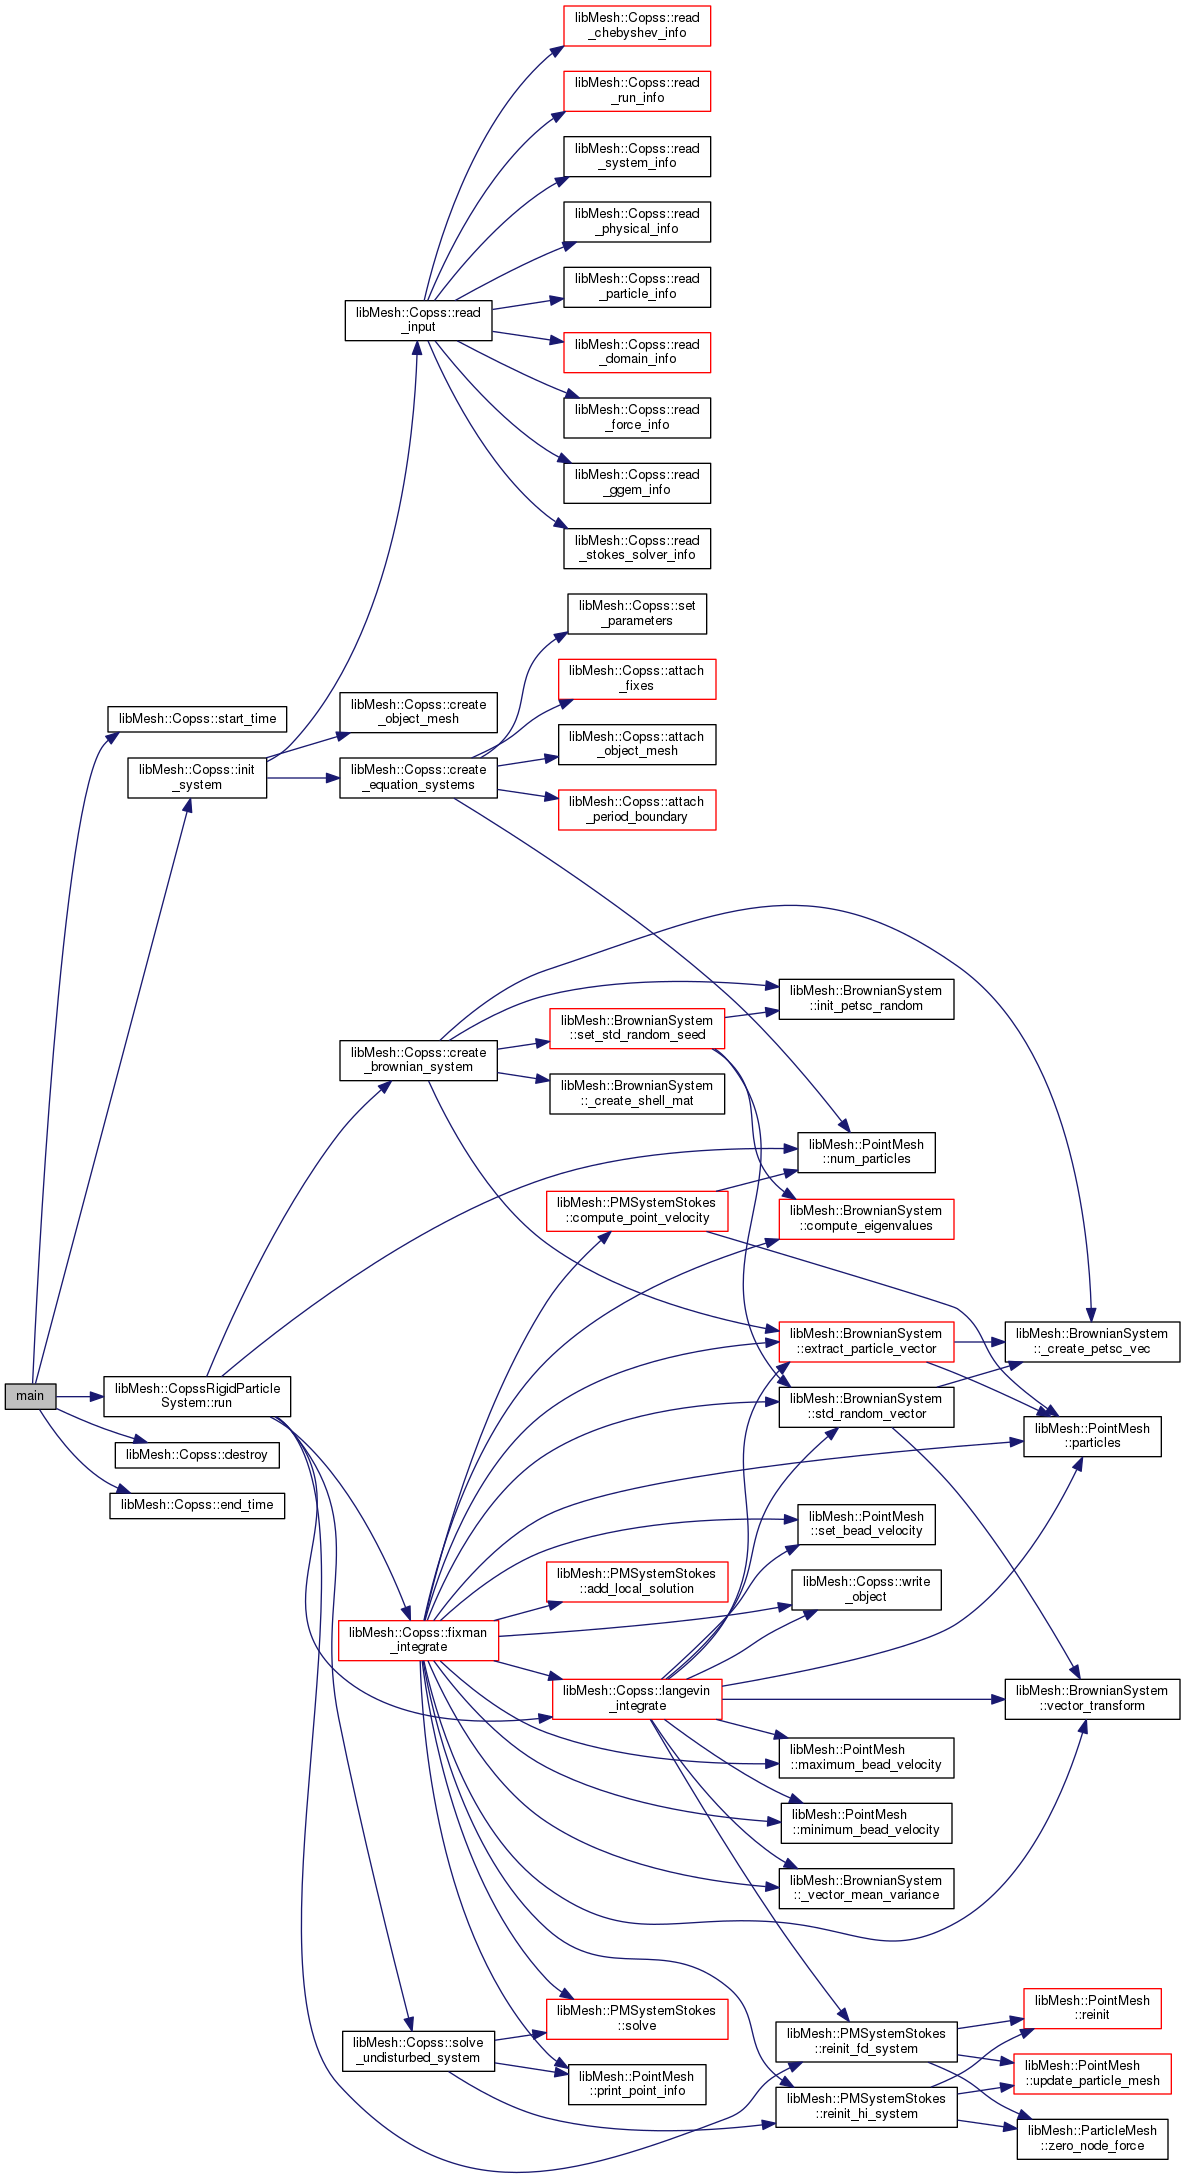 libMesh::Copss::read
_chebyshev_info
libMesh::Copss::read
_run_info
libMesh::Copss::read
_system_info
libMesh::Copss::read
_physical_info
libMesh::Copss::read
_particle_info
libMesh::Copss::read
_input
libMesh::Copss::read
_domain_info
libMesh::Copss::read
_force_info
libMesh::Copss::read
_ggem_info
libMesh::Copss::read
_stokes_solver_info
libMesh::Copss::set
_parameters
libMesh::Copss::attach
_fixes
libMesh::Copss::start_time
libMesh::Copss::create
_object_mesh
libMesh::Copss::attach
_object_mesh
libMesh::Copss::init
_system
libMesh::Copss::create
_equation_systems
libMesh::Copss::attach
_period_boundary
libMesh::BrownianSystem
::init_petsc_random
libMesh::BrownianSystem
::set_std_random_seed
libMesh::Copss::create
_brownian_system
libMesh::BrownianSystem
::_create_shell_mat
libMesh::PointMesh
::num_particles
libMesh::PMSystemStokes
::compute_point_velocity
libMesh::BrownianSystem
::compute_eigenvalues
libMesh::BrownianSystem
::extract_particle_vector
libMesh::BrownianSystem
::_create_petsc_vec
main
libMesh::CopssRigidParticle
System::run
libMesh::BrownianSystem
::std_random_vector
libMesh::PointMesh
::particles
libMesh::Copss::destroy
libMesh::Copss::end_time
libMesh::PointMesh
::set_bead_velocity
libMesh::PMSystemStokes
::add_local_solution
libMesh::Copss::write
_object
libMesh::Copss::fixman
_integrate
libMesh::Copss::langevin
_integrate
libMesh::BrownianSystem
::vector_transform
libMesh::PointMesh
::maximum_bead_velocity
libMesh::PointMesh
::minimum_bead_velocity
libMesh::BrownianSystem
::_vector_mean_variance
libMesh::PMSystemStokes
::solve
libMesh::PointMesh
::reinit
libMesh::Copss::solve
_undisturbed_system
libMesh::PMSystemStokes
::reinit_fd_system
libMesh::PointMesh
::update_particle_mesh
libMesh::PointMesh
::print_point_info
libMesh::PMSystemStokes
::reinit_hi_system
libMesh::ParticleMesh
::zero_node_force